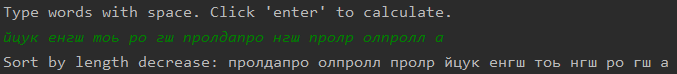 Type words with space. Click 'enter' to calculate.
йцук енгш тоь ро гш пролдапро нгш пролр олпролл а
Sort by length decrease: пролдапро олпролл пролр йцук енгш тоь нгш ро гш а